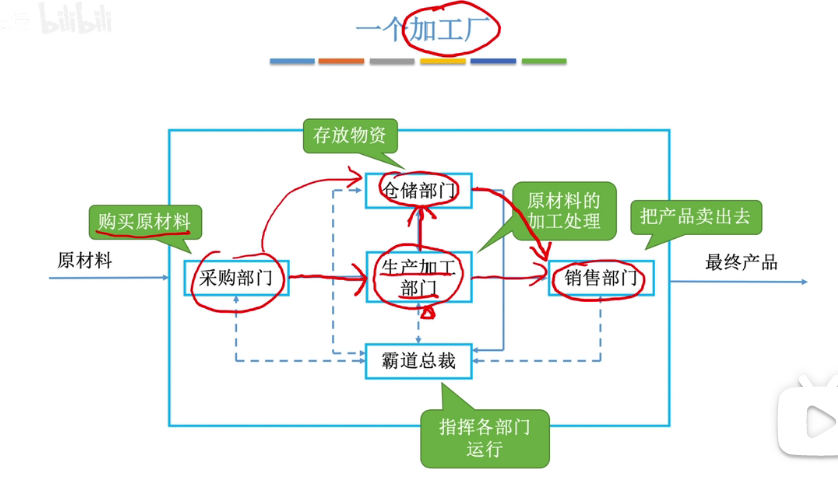 bilibili
一个加工厂
存放物资
仓储部门
原材料的
加工处理
购买原材料
把产品卖出去
原材料
采购部门
生产加工
部门
销售部门
最终产品
霸道总裁
指挥各部门
运行